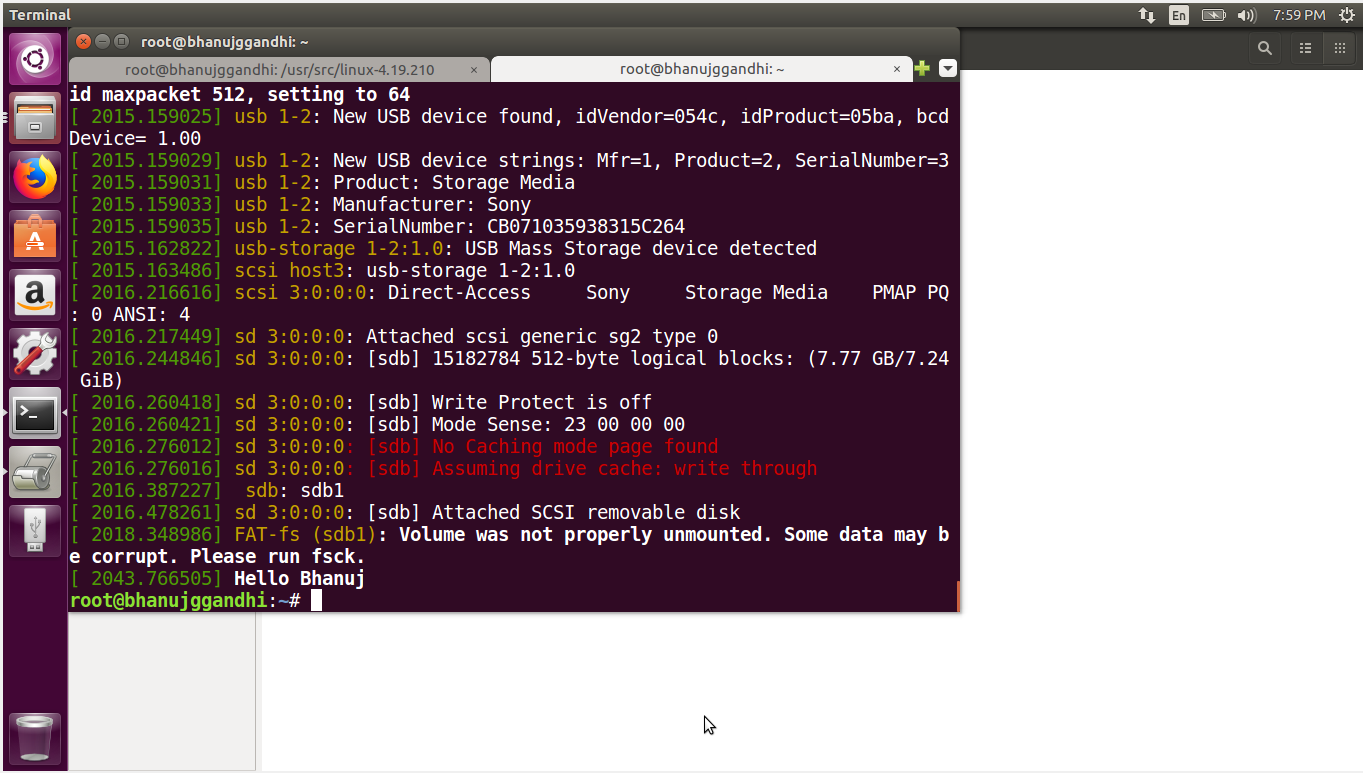 Terminal
En
7:59 PM
root@bhanujggandhi: ~
root@bhanujggandhi: /usr/src/linux-4.19.210 ×
root@bhanujggandhi: ~ ×
id maxpacket 512, setting to 64
[ 2015.159025] usb 1-2: New USB device found, idVendor=054c, idProduct=05ba, bcd
Device= 1.00
[ 2015.159029] usb 1-2: New USB device strings: Mfr=1, Product=2, SerialNumber=3
[ 2015.159031] usb 1-2: Product: Storage Media
[ 2015.159033] usb 1-2: Manufacturer: Sony
[ 2015.159035] usb 1-2: SerialNumber: CB071035938315C264
[ 2015.162822] usb-storage 1-2:1.0: USB Mass Storage device detected
[ 2015.163486] scsi host3: usb-storage 1-2:1.0
[ 2016.216616] scsi 3:0:0:0: Direct-Access     Sony     Storage Media    PMAP PQ
: 0 ANSI: 4
[ 2016.217449] sd 3:0:0:0: Attached scsi generic sg2 type 0
[ 2016.244846] sd 3:0:0:0: [sdb] 15182784 512-byte logical blocks: (7.77 GB/7.24
 GiB)
[ 2016.260418] sd 3:0:0:0: [sdb] Write Protect is off
[ 2016.260421] sd 3:0:0:0: [sdb] Mode Sense: 23 00 00 00
[ 2016.276012] sd 3:0:0:0: [sdb] No Caching mode page found
[ 2016.276016] sd 3:0:0:0: [sdb] Assuming drive cache: write through
[ 2016.387227]  sdb: sdb1
[ 2016.478261] sd 3:0:0:0: [sdb] Attached SCSI removable disk
[ 2018.348986] FAT-fs (sdb1): Volume was not properly unmounted. Some data may b
e corrupt. Please run fsck.
[ 2043.766505] Hello Bhanuj
root@bhanujggandhi:~#